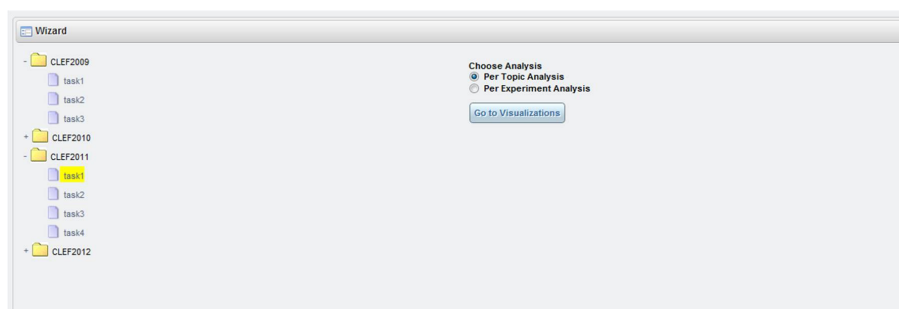 Wizard
- CLEF2009
task1
task2
task3
+ CLEF2010
- CLEF2011
task1
task2
task3
task4
+ CLEF2012
Choose Analysis
Per Topic Analysis
Per Experiment Analysis
Go to Visualizations